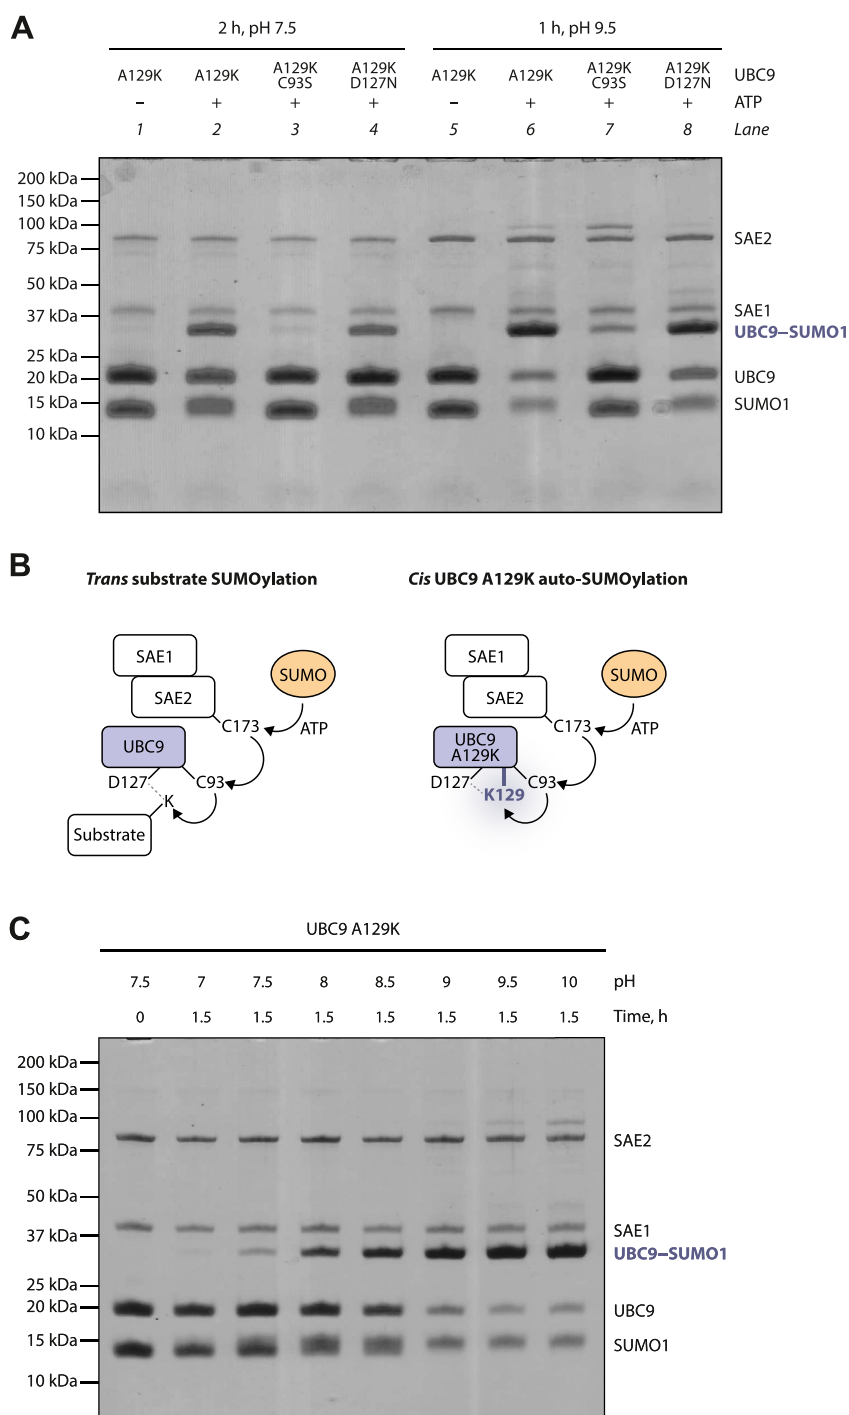 A
2 h, pH 7.5 1 h, pH 9.5
A129K A129K A129K C93S A129K D127N A129K A129K A129K C93S A129K D127N UBC9
– + + + – + + + ATP
1 2 3 4 5 6 7 8 Lane
200 kDa
150 kDa
100 kDa
75 kDa
50 kDa
37 kDa
25 kDa
20 kDa
15 kDa
10 kDa
SAE2
SAE1
UBC9–SUMO1
UBC9
SUMO1
B
Trans substrate SUMOylation
SAE1
SUMO
SAE2
C173
ATP
UBC9
D127
C93
K
Substrate
Cis UBC9 A129K auto-SUMOylation
SAE1
SUMO
SAE2
C173
ATP
UBC9
A129K
D127
C93
K129
C
UBC9 A129K
7.5 7 7.5 8 8.5 9 9.5 10 pH
0 1.5 1.5 1.5 1.5 1.5 1.5 1.5 Time, h
200 kDa
150 kDa
100 kDa
75 kDa
50 kDa
37 kDa
25 kDa
20 kDa
15 kDa
10 kDa
SAE2
SAE1
UBC9–SUMO1
UBC9
SUMO1